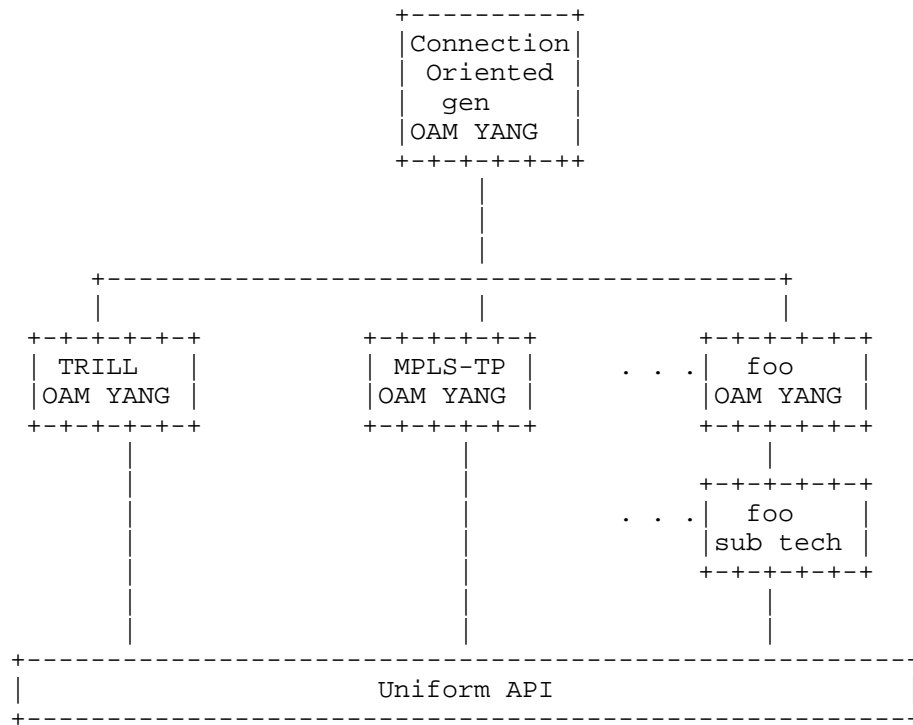 Connection
Oriented
gen
OAM YANG
TRILL
OAM YANG
MPLS-TP
OAM YANG
. . .
foo
OAM YANG
. . .
foo
sub tech
Uniform API